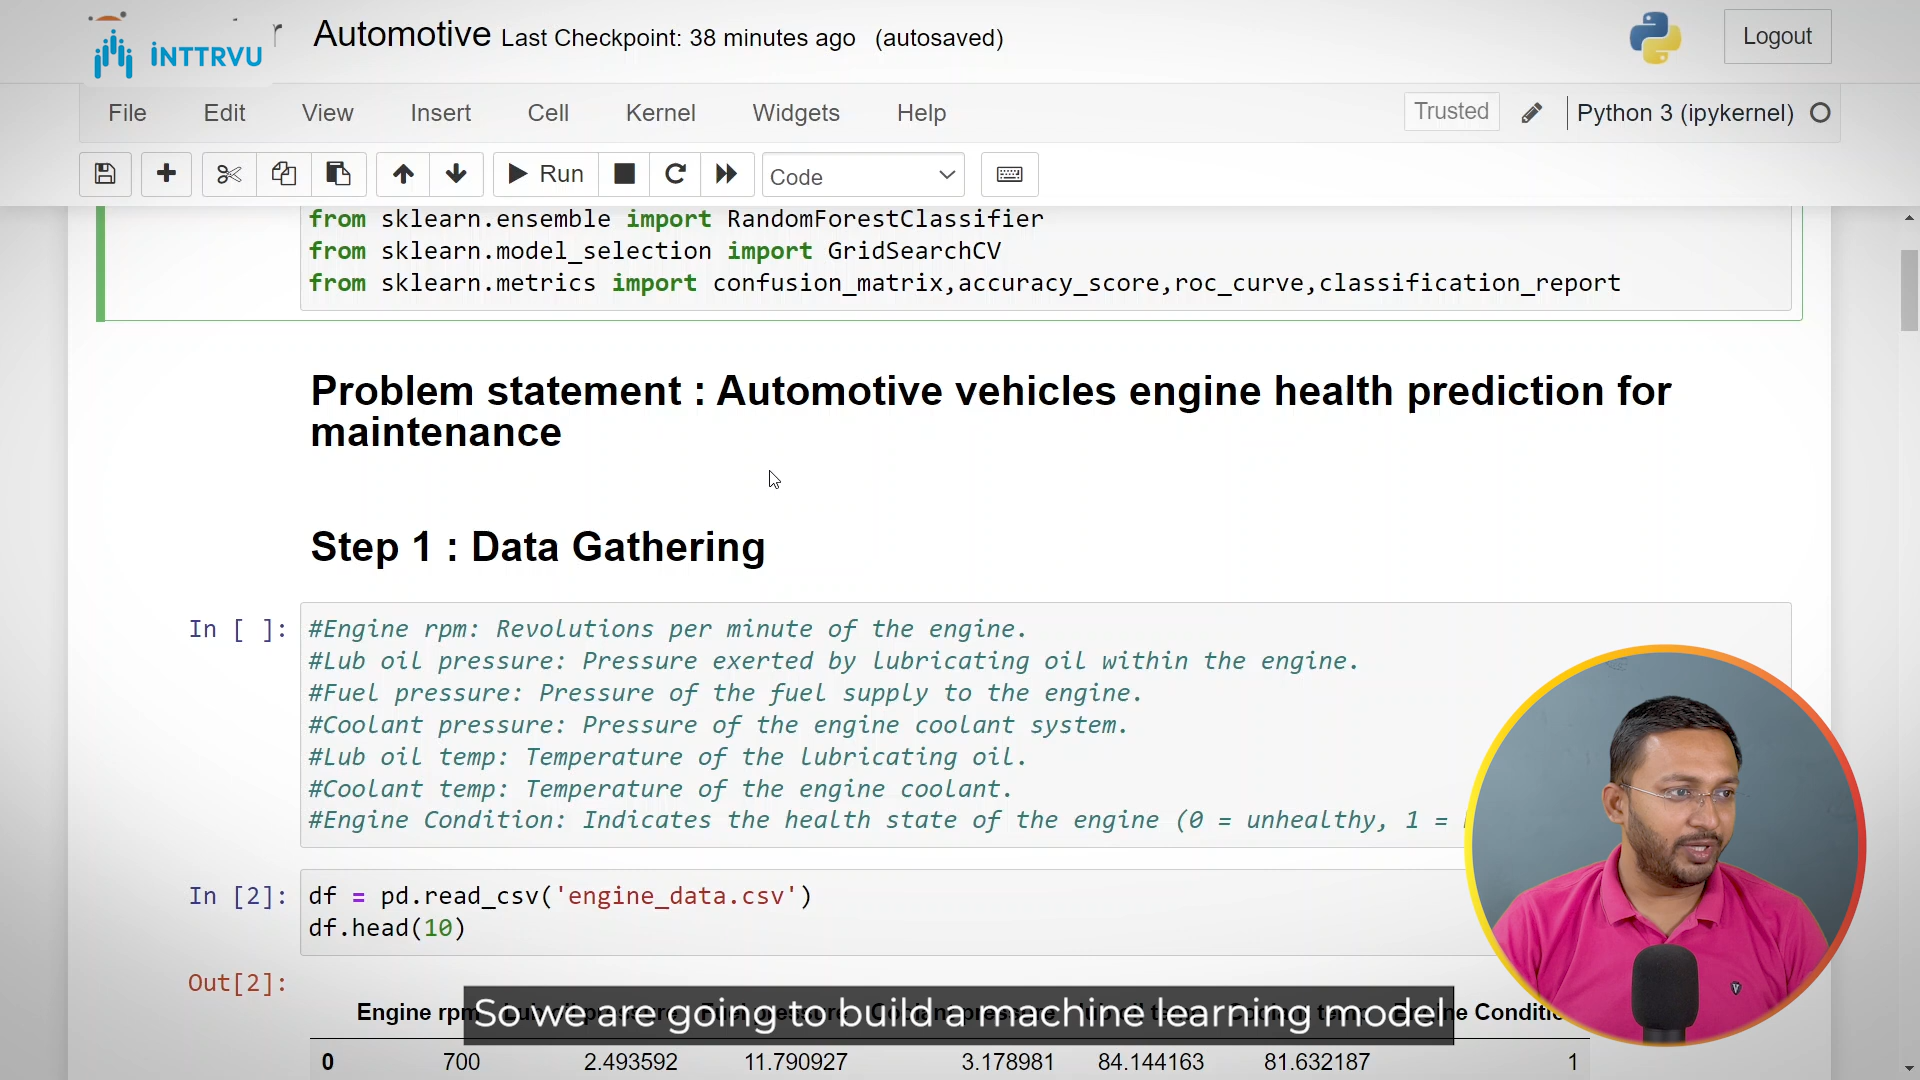 INTTRVU
Automotive Last Checkpoint: 38 minutes ago (autosaved)
Logout
File Edit View Insert Cell Kernel Widgets Help
Trusted
Python 3 (ipykernel)
Run
Code
from sklearn.ensemble import RandomForestClassifier
from sklearn.model_selection import GridSearchCV
from sklearn.metrics import confusion_matrix,accuracy_score,roc_curve,classification_report
Problem statement : Automotive vehicles engine health prediction for
maintenance
Step 1 : Data Gathering
In [ ]:
#Engine rpm: Revolutions per minute of the engine.
#Lub oil pressure: Pressure exerted by lubricating oil within the engine.
#Fuel pressure: Pressure of the fuel supply to the engine.
#Coolant pressure: Pressure of the engine coolant system.
#Lub oil temp: Temperature of the lubricating oil.
#Coolant temp: Temperature of the engine coolant.
#Engine Condition: Indicates the health state of the engine (0 = unhealthy, 1 =
In [2]:
df = pd.read_csv('engine_data.csv')
df.head(10)
Out[2]:
Engine
So we are going to build a machine learning model
0 700 2.493592 11.790927 3.178981 84.144163 81.632187 1